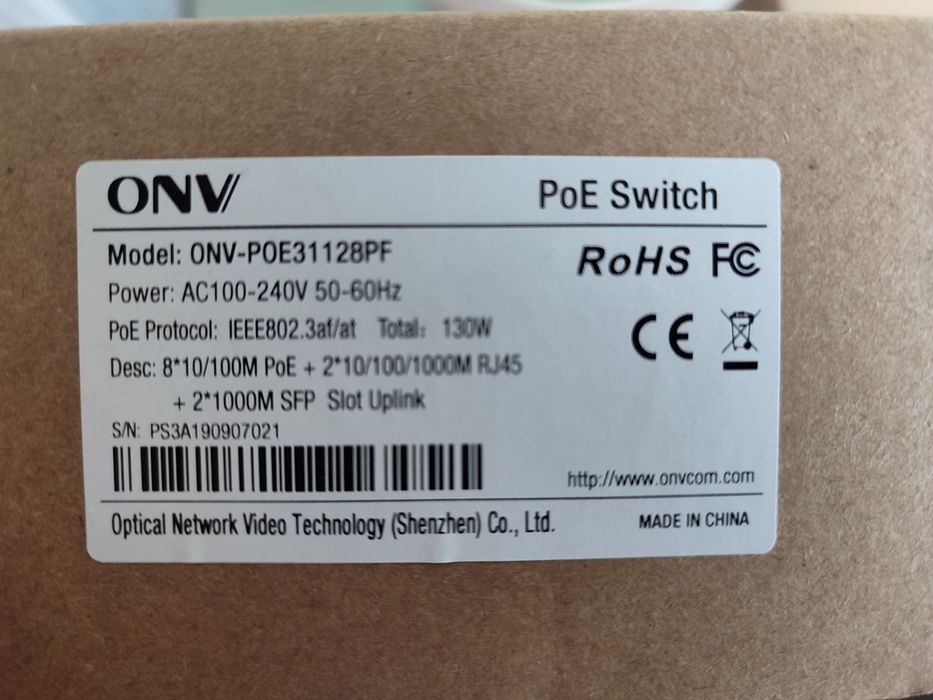 ONV
PoE Switch
Model: ONV-POE31128PF
RoHS FC
Power: AC100-240V 50-60Hz
PoE Protocol: IEEE802.3af/at Total: 130W
CE
Desc: 8*10/100M PoE + 2*10/100/1000M RJ45
+ 2*1000M SFP Slot Uplink
S/N: PS3A190907021
http://www.onvcom.com
Optical Network Video Technology (Shenzhen) Co., Ltd.
MADE IN CHINA